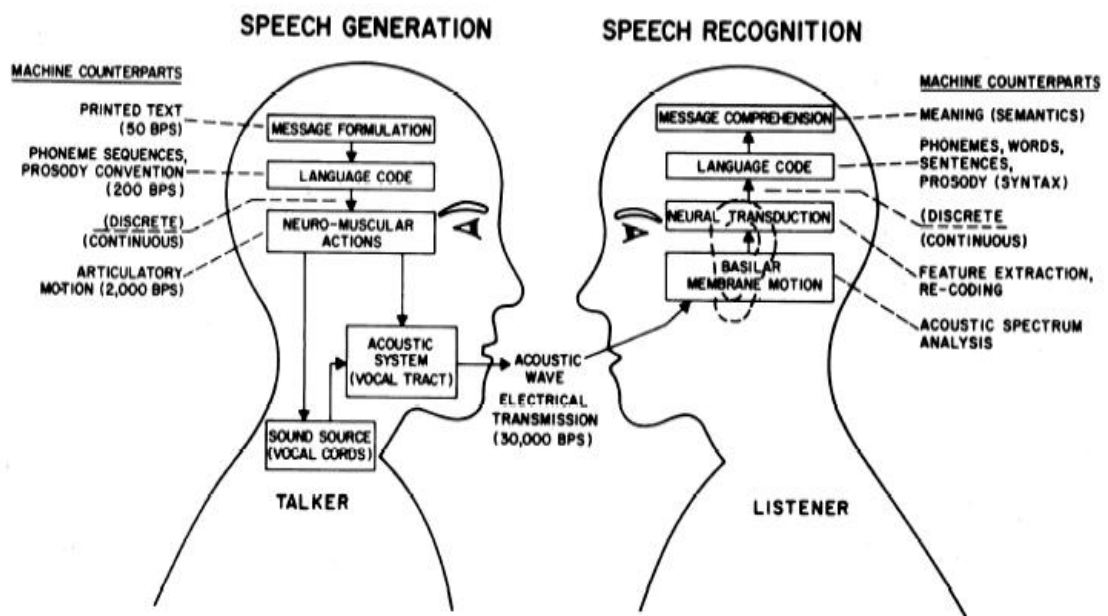 SPEECH GENERATION
MACHINE COUNTERPARTS
PRINTED TEXT
(50 BPS)
PHONEME SEQUENCES,
PROSODY CONVENTION
(200 BPS)
(DISCRETE)
(CONTINUOUS)
ARTICULATORY
MOTION (2,000 BPS)
MESSAGE FORMULATION
LANGUAGE CODE
NEURO-MUSCULAR
ACTIONS
ACOUSTIC
SYSTEM
(VOCAL TRACT)
SOUND SOURCE
(VOCAL CORDS)
TALKER
ACOUSTIC
WAVE
ELECTRICAL
TRANSMISSION
(30,000 BPS)
SPEECH RECOGNITION
MESSAGE COMPREHENSION
LANGUAGE CODE
NEURAL TRANSDUCTION
BASILAR
MEMBRANE MOTION
LISTENER
MACHINE COUNTERPARTS
MEANING (SEMANTICS)
PHONEMES, WORDS,
SENTENCES,
PROSODY (SYNTAX)
(DISCRETE)
(CONTINUOUS)
FEATURE EXTRACTION,
RE-CODING
ACOUSTIC SPECTRUM
ANALYSIS